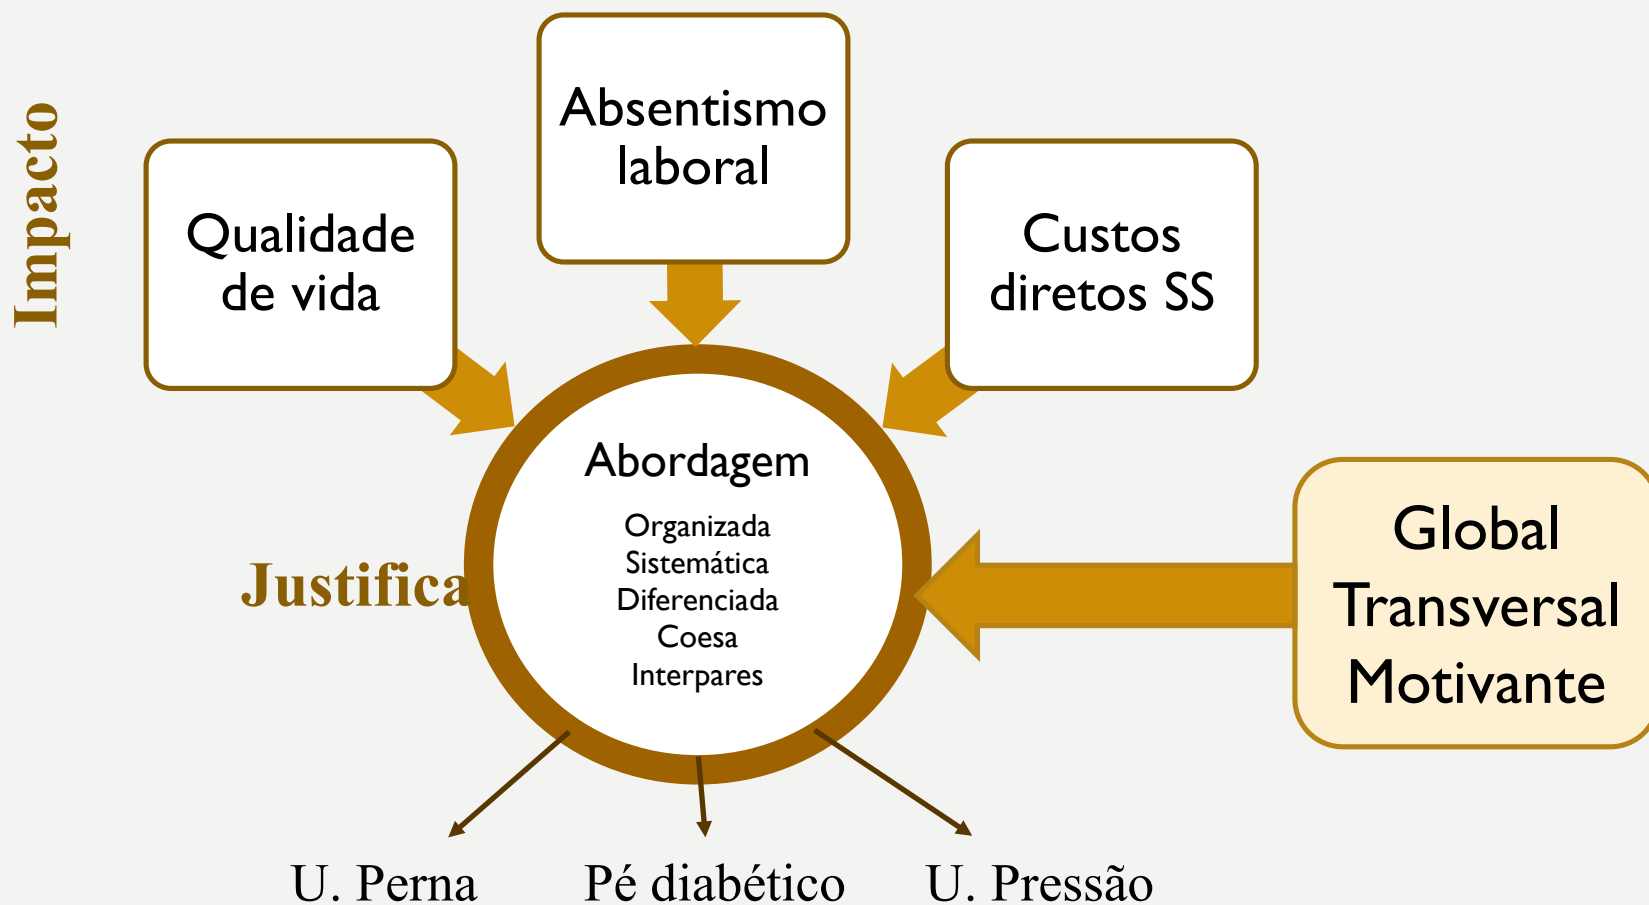 Impacto
Qualidade
de vida
Absentismo
laboral
Custos
diretos SS
Justifica
Abordagem
Organizada
Sistemática
Diferenciada
Coesa
Interpares
Global
Transversal
Motivante
U. Perna
Pé diabético
U. Pressão